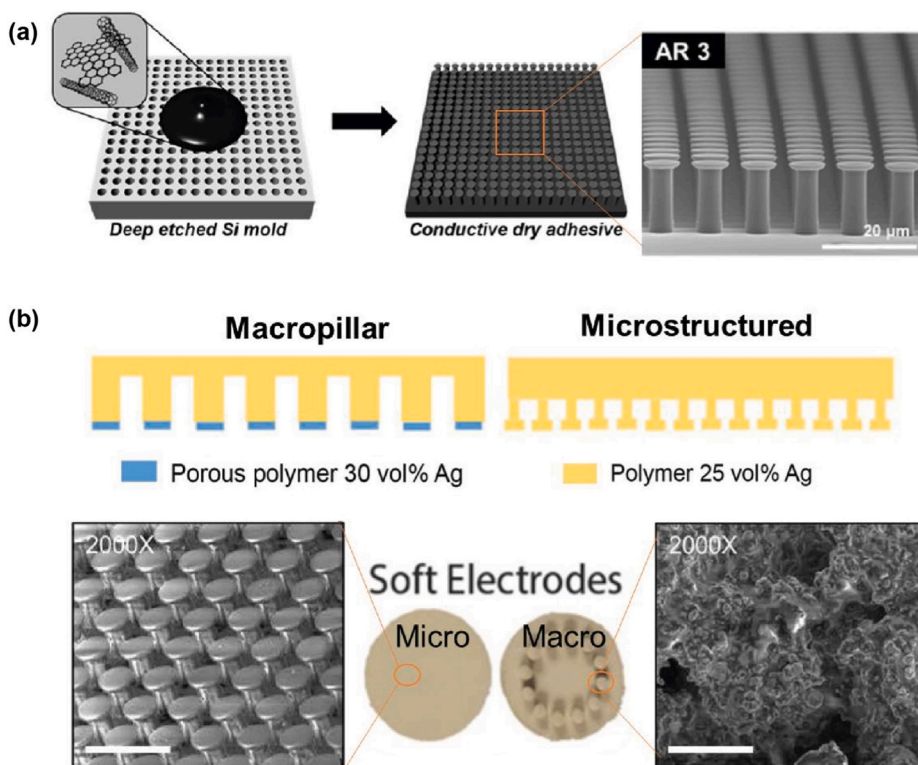 (a)
AR 3
20 µm
Deep etched Si mold
Conductive dry adhesive
(b)
Macropillar
Microstructured
Porous polymer 30 vol% Ag
Polymer 25 vol% Ag
2000X
Soft Electrodes
2000X
Micro
Macro